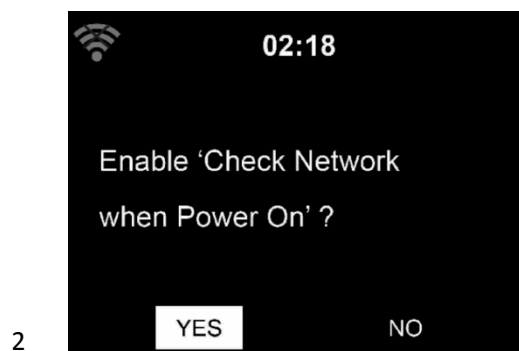 02:18
Enable ‘Check Network
when Power On’ ?
YES NO
2